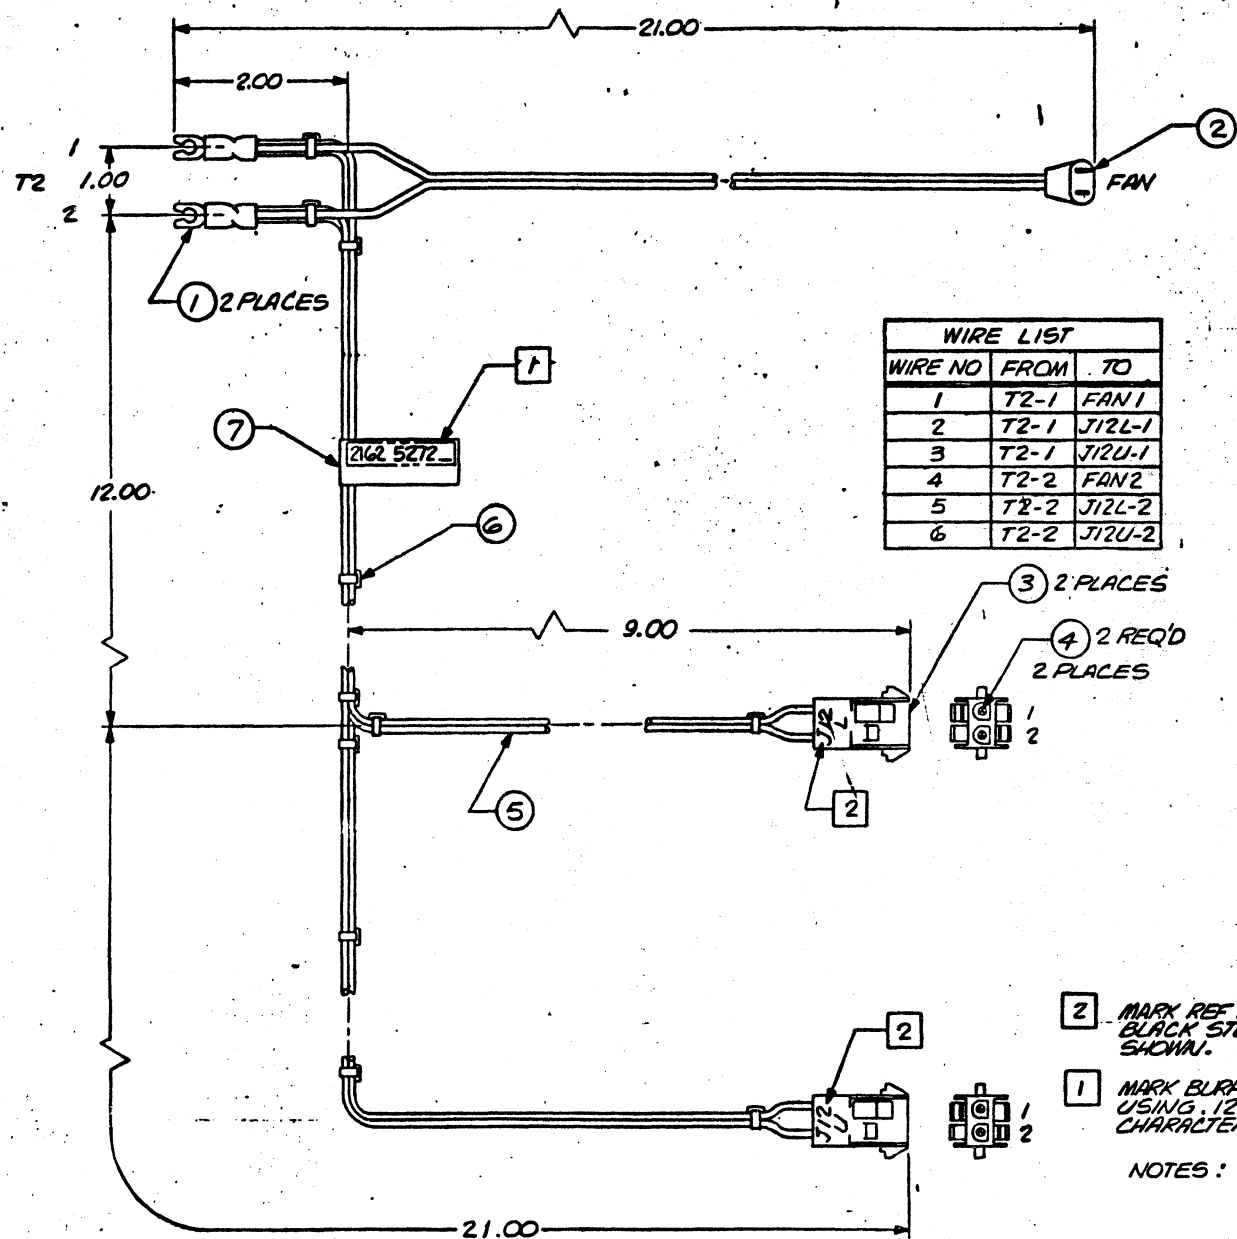 21.00
2.00
1
T2 1.00
2
2
FAN
1 2 PLACES
WIRE LIST
WIRE NO FROM TO
1 T2-1 FAN 1
2 T2-1 J12L-1
3 T2-1 J12U-1
4 T2-2 FAN 2
5 T2-2 J12L-2
6 T2-2 J12U-2
1
7
2162 5272_
12.00
6
3 2 PLACES
9.00
4 2 REQ'D
2 PLACES
J12
L
1
2
5
2
2
2 MARK REF
BLACK
SHOWN.
J12
U
1
2
1 MARK
USING .12
NOTES:
21.00